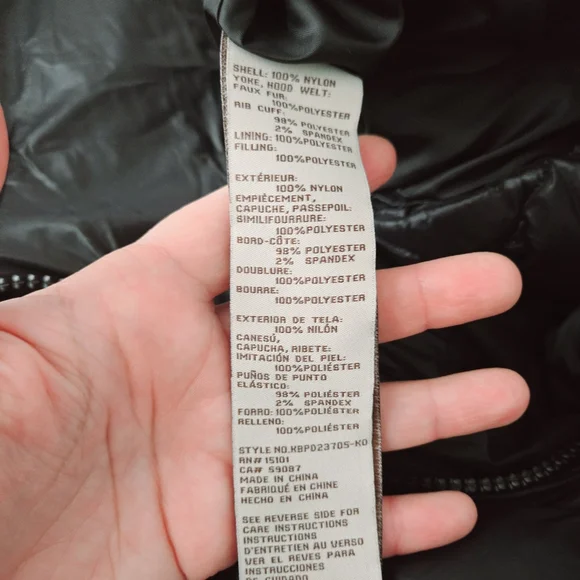 SHELL: 100% NYLON
YOKE, HOOD WELT:
FAUX FUR:
100%POLYESTER
RIB CUFF:
98% POLYESTER
2% SPANDEX
LINING: 100%POLYESTER
FILLING:
100%POLYESTER
EXTÉRIEUR:
100% NYLON
EMPIÈCEMENT,
CAPUCHE, PASSEPOIL:
SIMILIFOURRURE:
100%POLYESTER
BORD-CÔTE:
98% POLYESTER
2% SPANDEX
DOUBLURE:
100%POLYESTER
BOURRE:
100%POLYESTER
EXTERIOR DE TELA:
100% NILÓN
CANESÚ,
CAPUCHA, RIBETE:
IMITACIÓN DEL PIEL:
100%POLIÉSTER
PUÑOS DE PUNTO
ELÁSTICO:
98% POLIÉSTER
2% SPANDEX
FORRO: 100%POLIÉSTER
RELLENO:
100%POLIÉSTER
STYLE NO.KBPD23705-KO
RN# 15101
CA# 59087
MADE IN CHINA
FABRIQUÉ EN CHINE
HECHO EN CHINA
SEE REVERSE SIDE FOR
CARE INSTRUCTIONS
INSTRUCTIONS
D'ENTRETIEN AU VERSO
VER EL REVES PARA
INSTRUCCIONES
DE CUIDADO